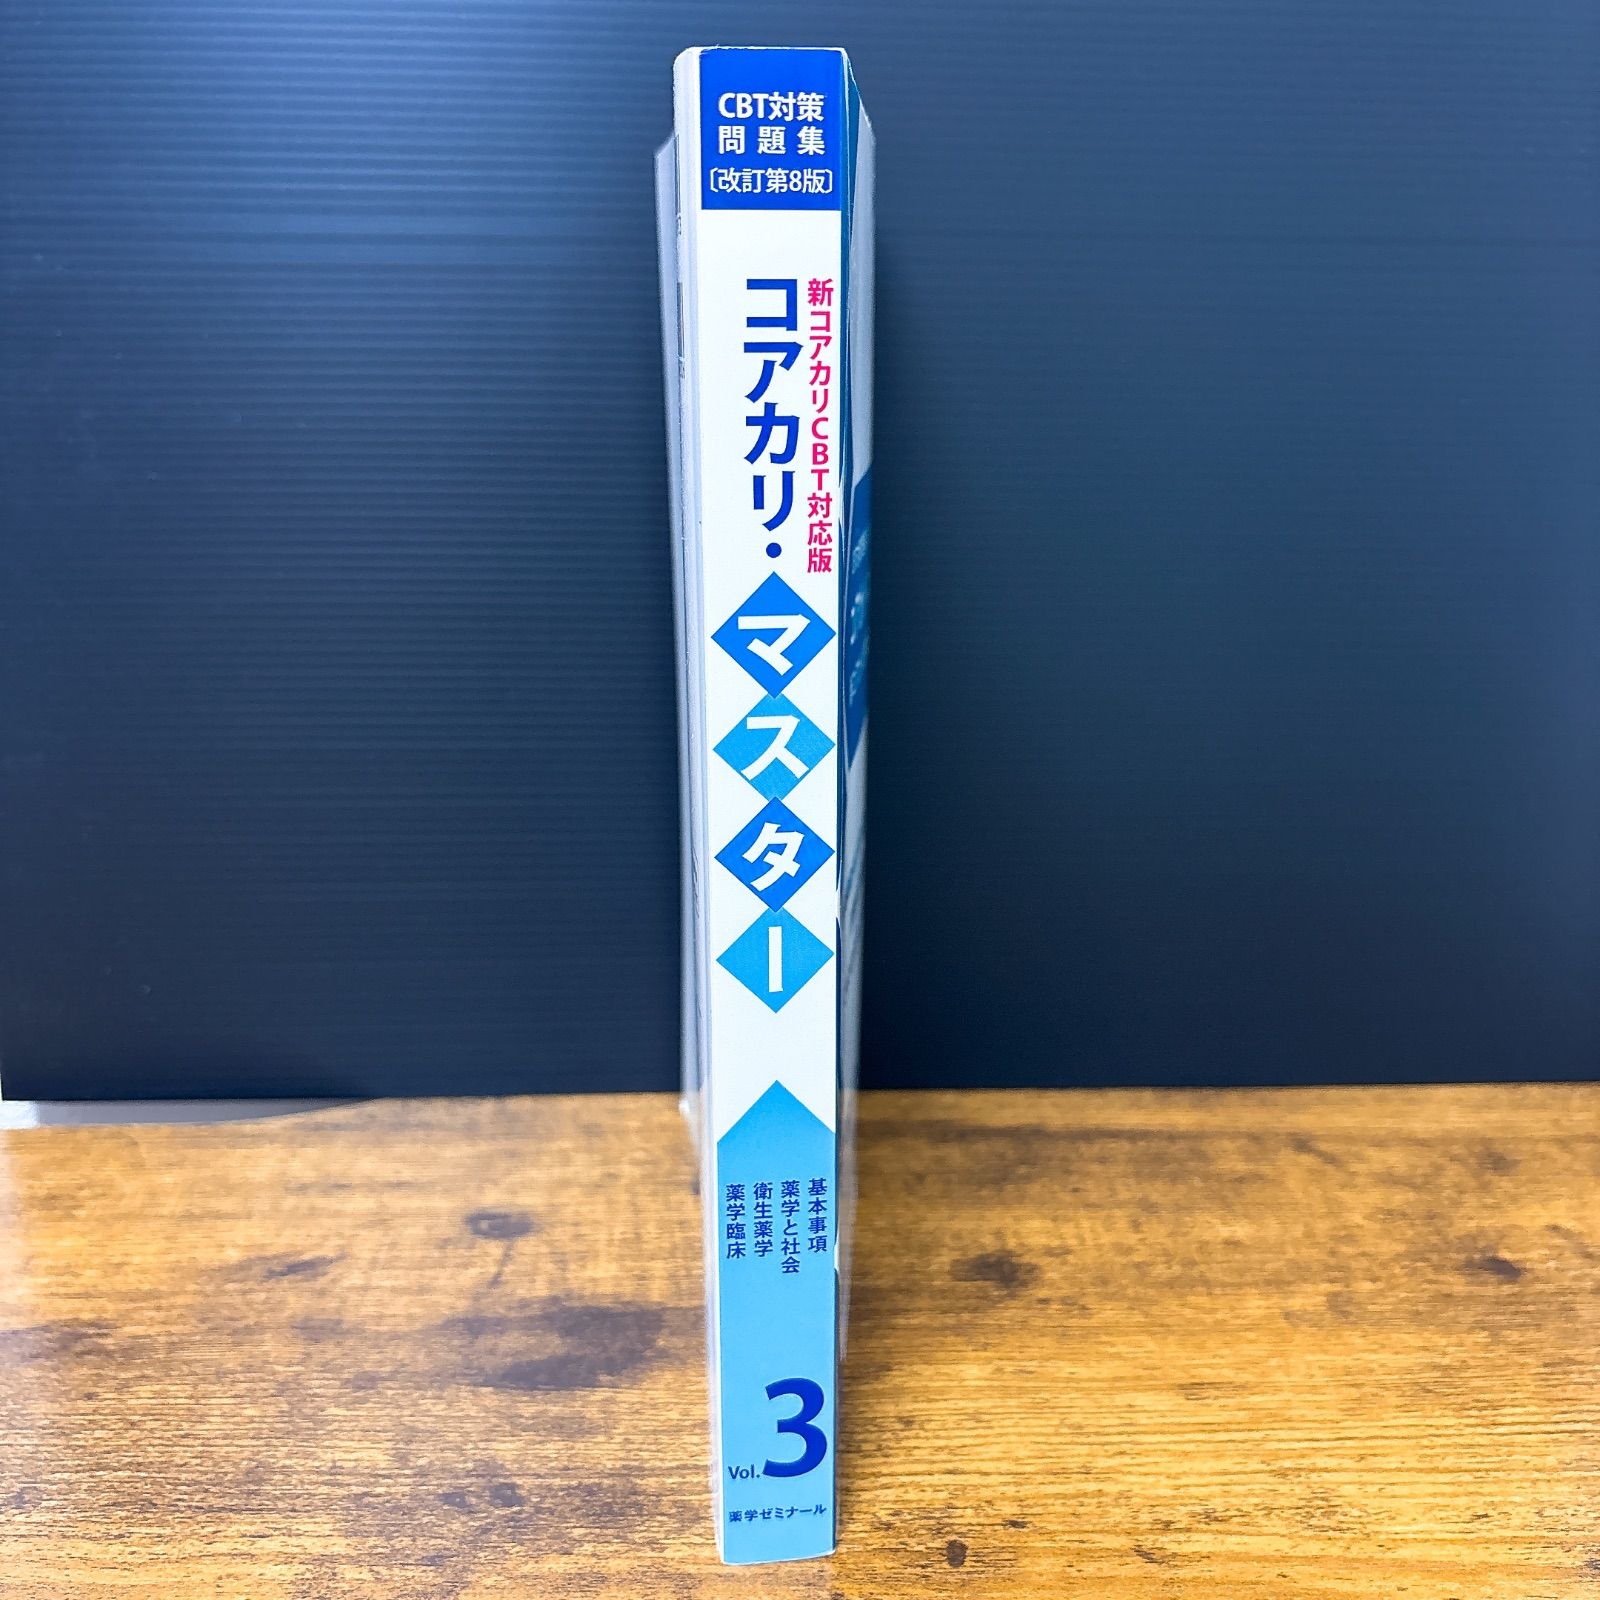 CBT対策
問題集
〔改訂第8版〕
新コアカリCBT対応版
コアカリ・マスター
基本事項
薬学と社会
衛生薬学
薬学臨床
Vol.3
薬学ゼミナール